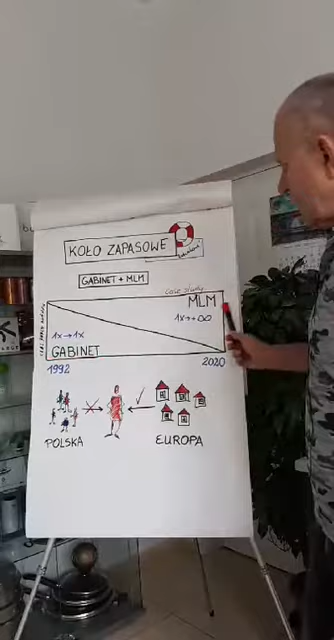 KOŁO ZAPASOWE
GABINET + MLM
case study
MLM
1x→+∞
1x→1x
GABINET
1992
2020
POLSKA
EUROPA